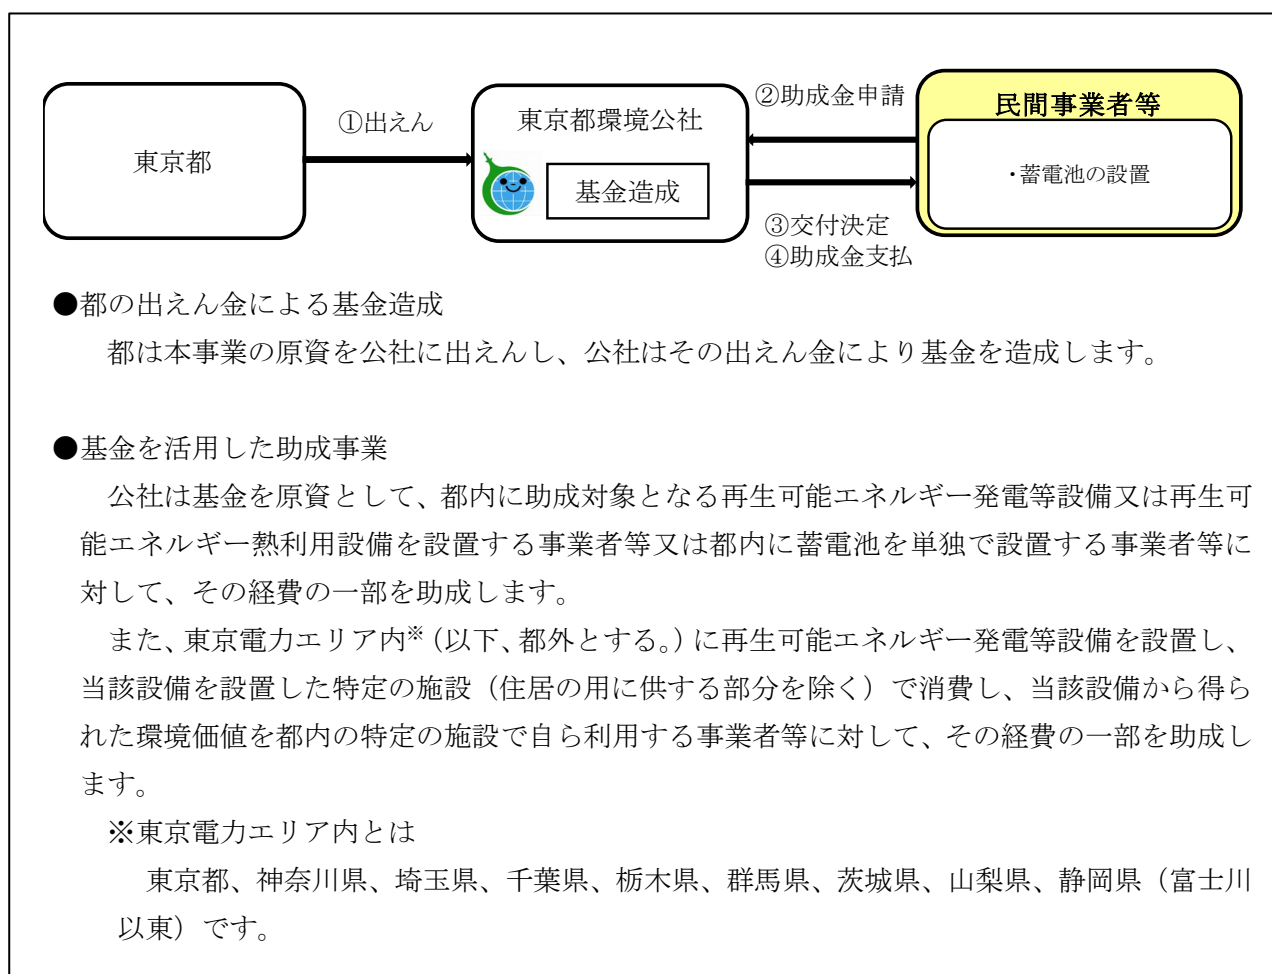 東京都
①出えん
東京都環境公社
基金造成
②助成金申請
③交付決定
④助成金支払
民間事業者等
・蓄電池の設置
●都の出えん金による基金造成
都は本事業の原資を公社に出えんし、公社はその出えん金により基金を造成します。
●基金を活用した助成事業
公社は基金を原資として、都内に助成対象となる再生可能エネルギー発電等設備又は再生可
能エネルギー熱利用設備を設置する事業者等又は都内に蓄電池を単独で設置する事業者等に
対して、その経費の一部を助成します。
また、東京電力エリア内※（以下、都外とする。）に再生可能エネルギー発電等設備を設置し、
当該設備を設置した特定の施設（住居の用に供する部分を除く）で消費し、当該設備から得ら
れた環境価値を都内の特定の施設で自ら利用する事業者等に対して、その経費の一部を助成し
ます。
※東京電力エリア内とは
東京都、神奈川県、埼玉県、千葉県、栃木県、群馬県、茨城県、山梨県、静岡県（富士川
以東）です。